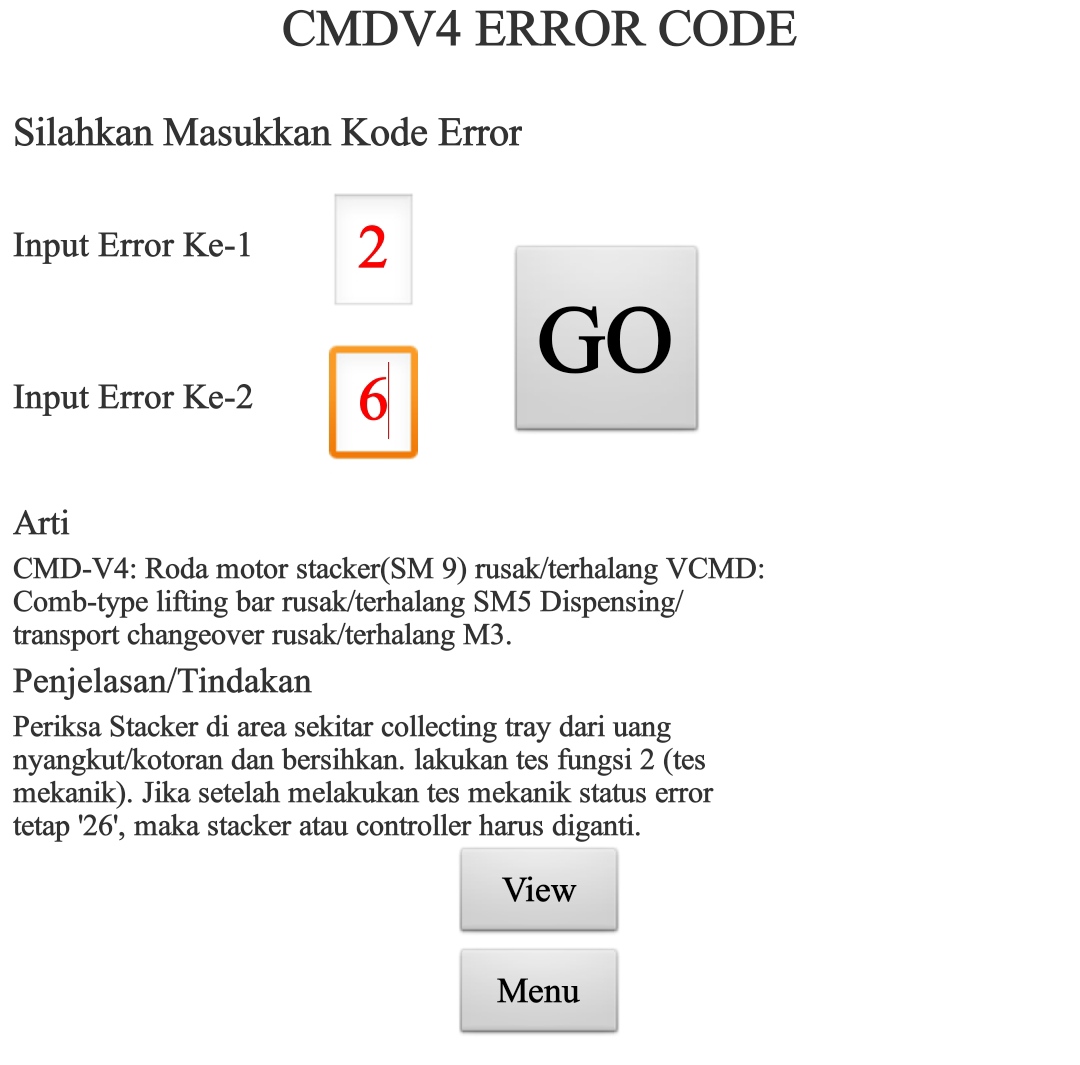 CMDV4 ERROR CODE
Silahkan Masukkan Kode Error
Input Error Ke-1
2
GO
Input Error Ke-2
6
Arti
CMD-V4: Roda motor stacker(SM 9) rusak/terhalang VCMD:
Comb-type lifting bar rusak/terhalang SM5 Dispensing/
transport changeover rusak/terhalang M3.
Penjelasan/Tindakan
Periksa Stacker di area sekitar collecting tray dari uang
nyangkut/kotoran dan bersihkan. lakukan tes fungsi 2 (tes
mekanik). Jika setelah melakukan tes mekanik status error
tetap '26', maka stacker atau controller harus diganti.
View
Menu